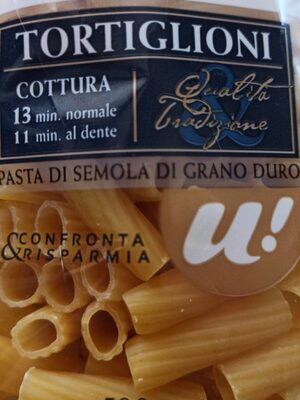 TORTIGLIONI
COTTURA
13 min. normale
11 min. al dente
Qualità
&
Tradizione
PASTA DI SEMOLA DI GRANO DURO
u!
CONFRONTA
&RISPARMIA